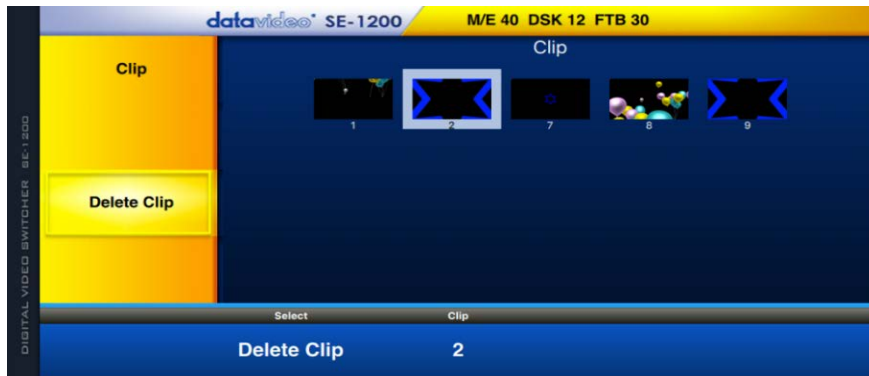 datavideo SE-1200
M/E 40 DSK 12 FTB 30
DIGITAL VIDEO SWITCHER SE-1200
Clip
Delete Clip
Clip
1 2 7 8 9
Select Clip
Delete Clip 2